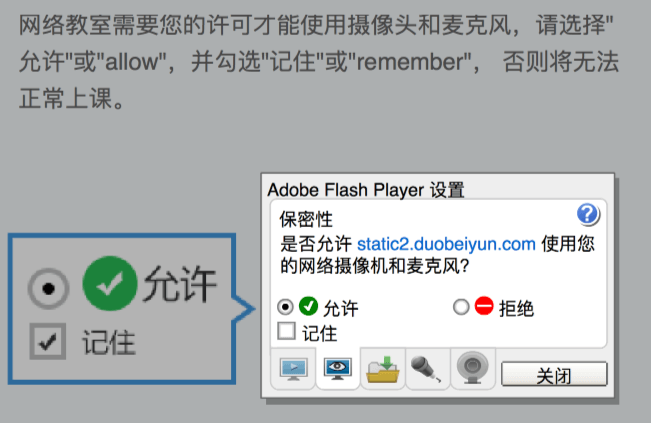 网络教室需要您的许可才能使用摄像头和麦克风，请选择"
允许"或"allow"，并勾选"记住"或"remember"， 否则将无法
正常上课。
允许
记住
Adobe Flash Player 设置
保密性
?
是否允许 static2.duobeiyun.com 使用您
的网络摄像机和麦克风?
允许 拒绝
记住
关闭